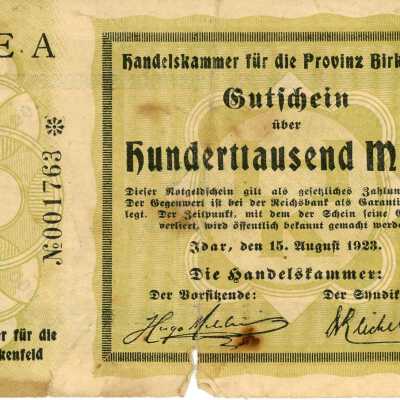 E A
№001763 *
er für die
kenfeld
Handelskammer für die Provinz Birk
Gutschein
über
Hunderttausend M
Dieser Notgeldschein gilt als gesetzliches Zahlun
Der Gegenwert ist bei der Reichsbank als Garantie
legt. Der Zeitpunkt, mit dem der Schein seine G
verliert, wird öffentlich bekannt gemacht werde
Idar, den 15. August 1923.
Die Handelskammer:
Der Vorsitzende: Der Syndik
Hugo